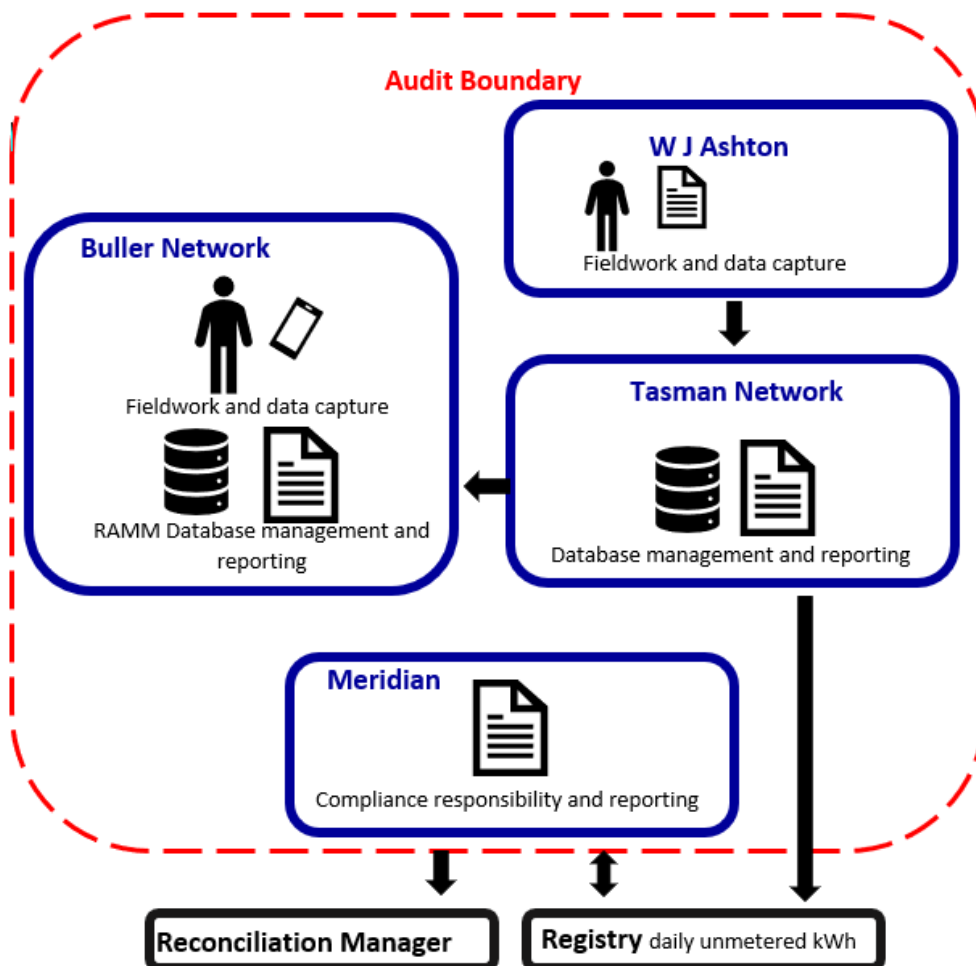 Audit Boundary
W J Ashton
Fieldwork and data capture
Buller Network
Fieldwork and data capture
RAMM Database management and
reporting
Tasman Network
Database management and reporting
Meridian
Compliance responsibility and reporting
Reconciliation Manager
Registry daily unmetered kWh